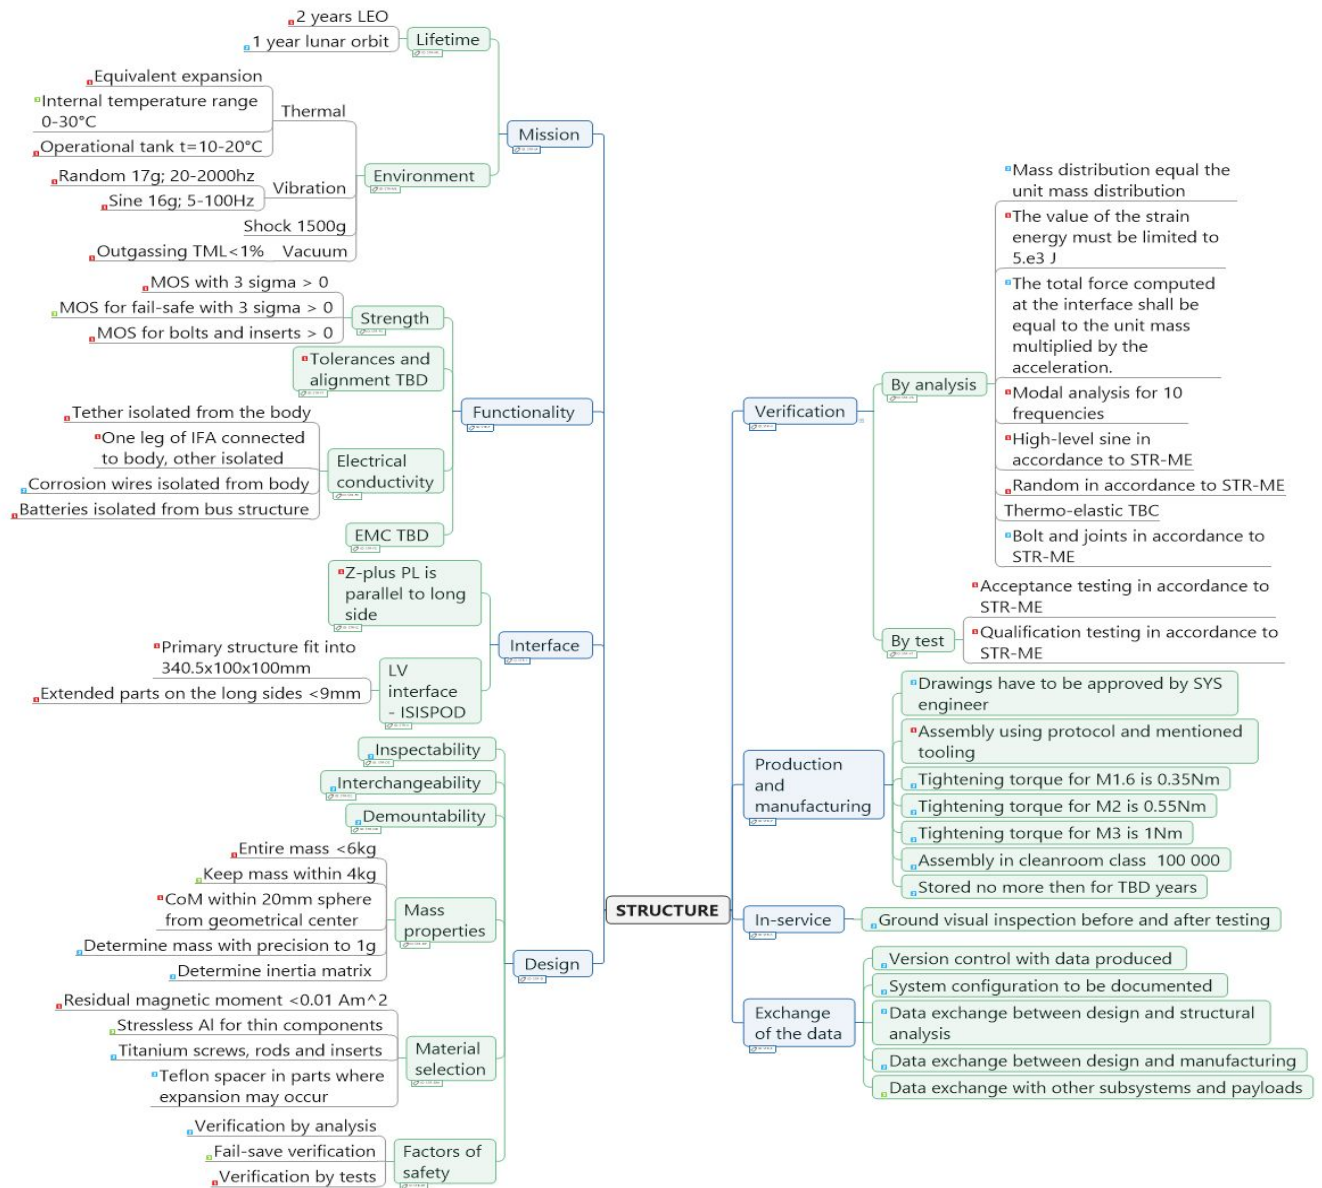 2 years LEO
1 year lunar orbit
Lifetime
Equivalent expansion
Internal temperature range
0-30°C
Operational tank t=10-20°C
Thermal
Random 17g; 20-2000hz
Sine 16g; 5-100Hz
Vibration
Shock 1500g
Outgassing TML<1%
Vacuum
Environment
Mission
MOS with 3 sigma > 0
MOS for fail-safe with 3 sigma > 0
MOS for bolts and inserts > 0
Strength
Tolerances and
alignment TBD
Tether isolated from the body
One leg of IFA connected
to body, other isolated
Corrosion wires isolated from body
Batteries isolated from bus structure
Electrical
conductivity
EMC TBD
Functionality
Z-plus PL is
parallel to long
side
Primary structure fit into
340.5x100x100mm
Extended parts on the long sides <9mm
LV
interface
- ISISPOD
Interface
Inspectability
Interchangeability
Demountability
Entire mass <6kg
Keep mass within 4kg
CoM within 20mm sphere
from geometrical center
Determine mass with precision to 1g
Determine inertia matrix
Mass
properties
Residual magnetic moment <0.01 Am^2
Stressless Al for thin components
Titanium screws, rods and inserts
Teflon spacer in parts where
expansion may occur
Material
selection
Verification by analysis
Fail-save verification
Verification by tests
Factors of
safety
Design
STRUCTURE
Verification
By analysis
Mass distribution equal the
unit mass distribution
The value of the strain
energy must be limited to
5.e3 J
The total force computed
at the interface shall be
equal to the unit mass
multiplied by the
acceleration.
Modal analysis for 10
frequencies
High-level sine in
accordance to STR-ME
Random in accordance to STR-ME
Thermo-elastic TBC
Bolt and joints in accordance to
STR-ME
By test
Acceptance testing in accordance to
STR-ME
Qualification testing in accordance to
STR-ME
Production
and
manufacturing
Drawings have to be approved by SYS
engineer
Assembly using protocol and mentioned
tooling
Tightening torque for M1.6 is 0.35Nm
Tightening torque for M2 is 0.55Nm
Tightening torque for M3 is 1Nm
Assembly in cleanroom class 100 000
Stored no more then for TBD years
In-service
Ground visual inspection before and after testing
Exchange
of the data
Version control with data produced
System configuration to be documented
Data exchange between design and structural
analysis
Data exchange between design and manufacturing
Data exchange with other subsystems and payloads